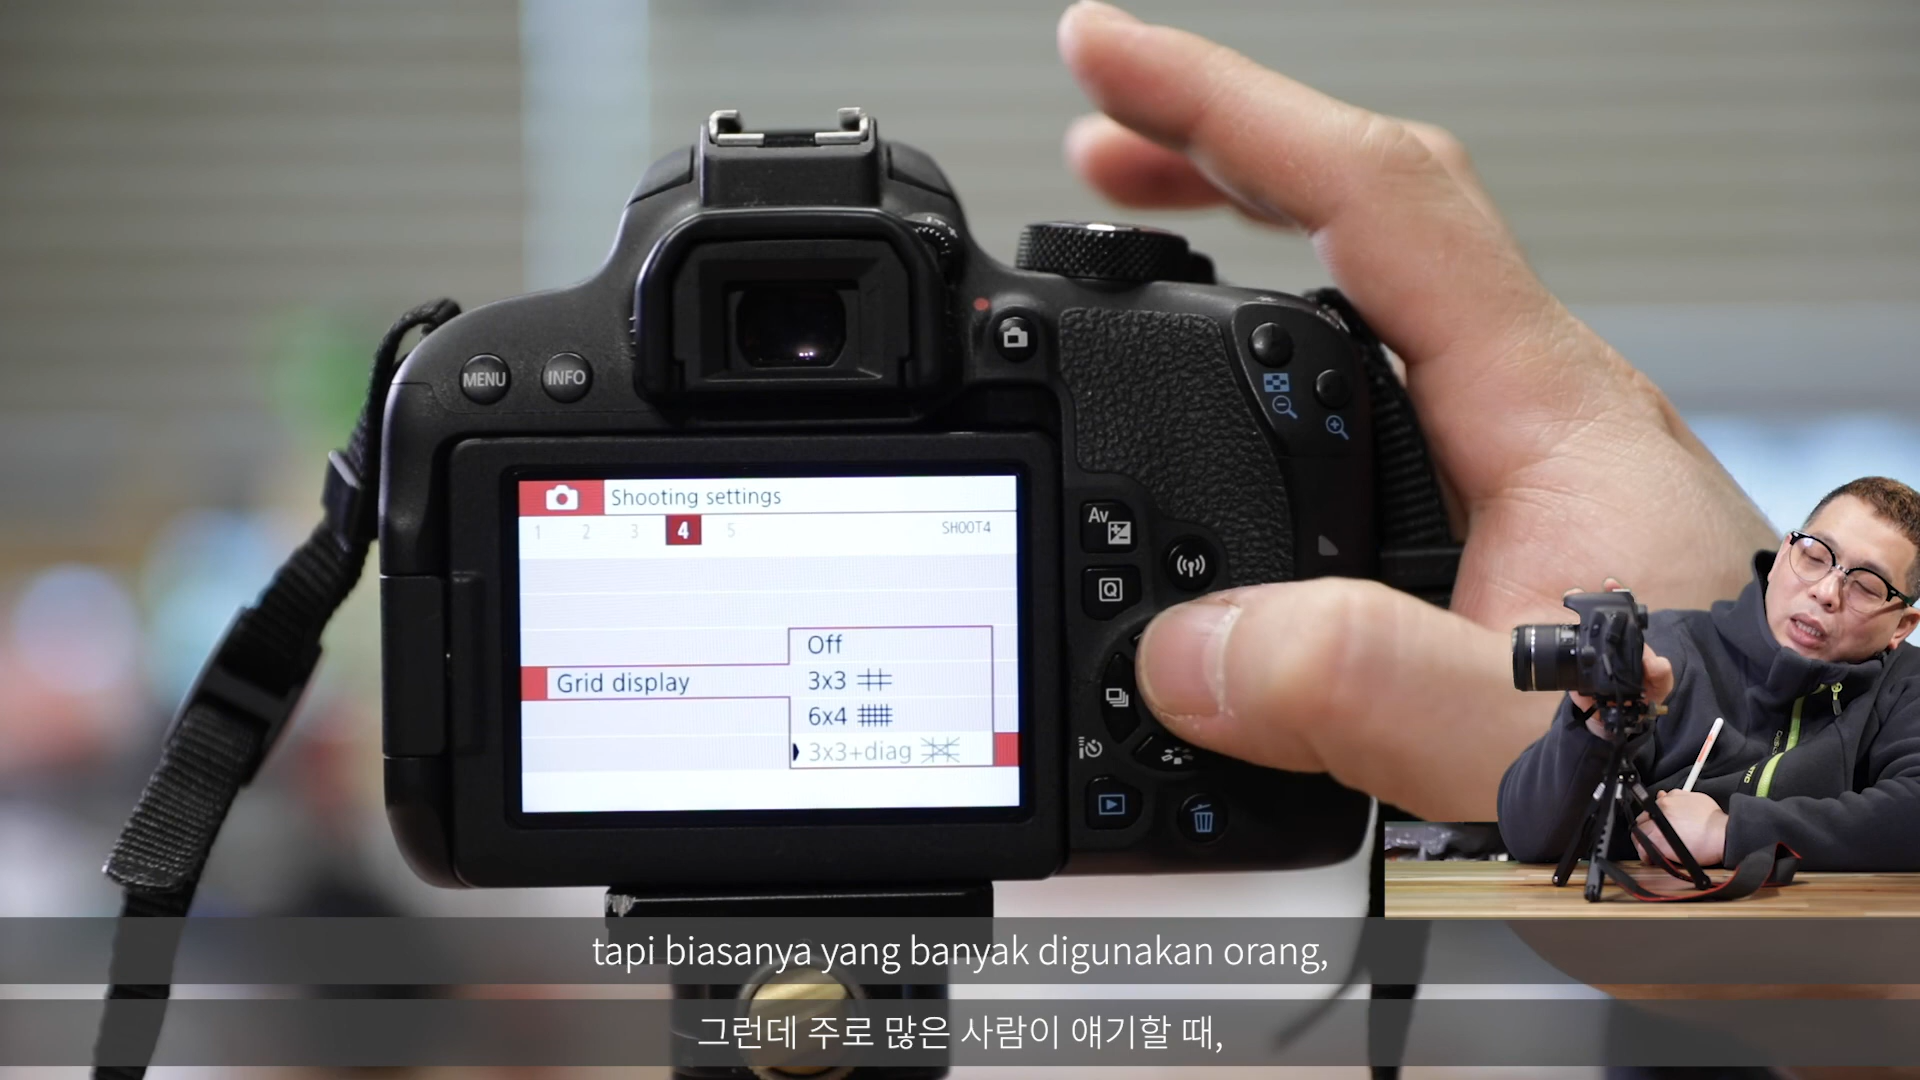 MENU
INFO
Av
Q
Shooting settings
1 2 3 4 5
SHOOT4
Off
Grid display
3x3
6x4
3x3+diag
tapi biasanya yang banyak digunakan orang,
그런데 주로 많은 사람이 얘기할 때,